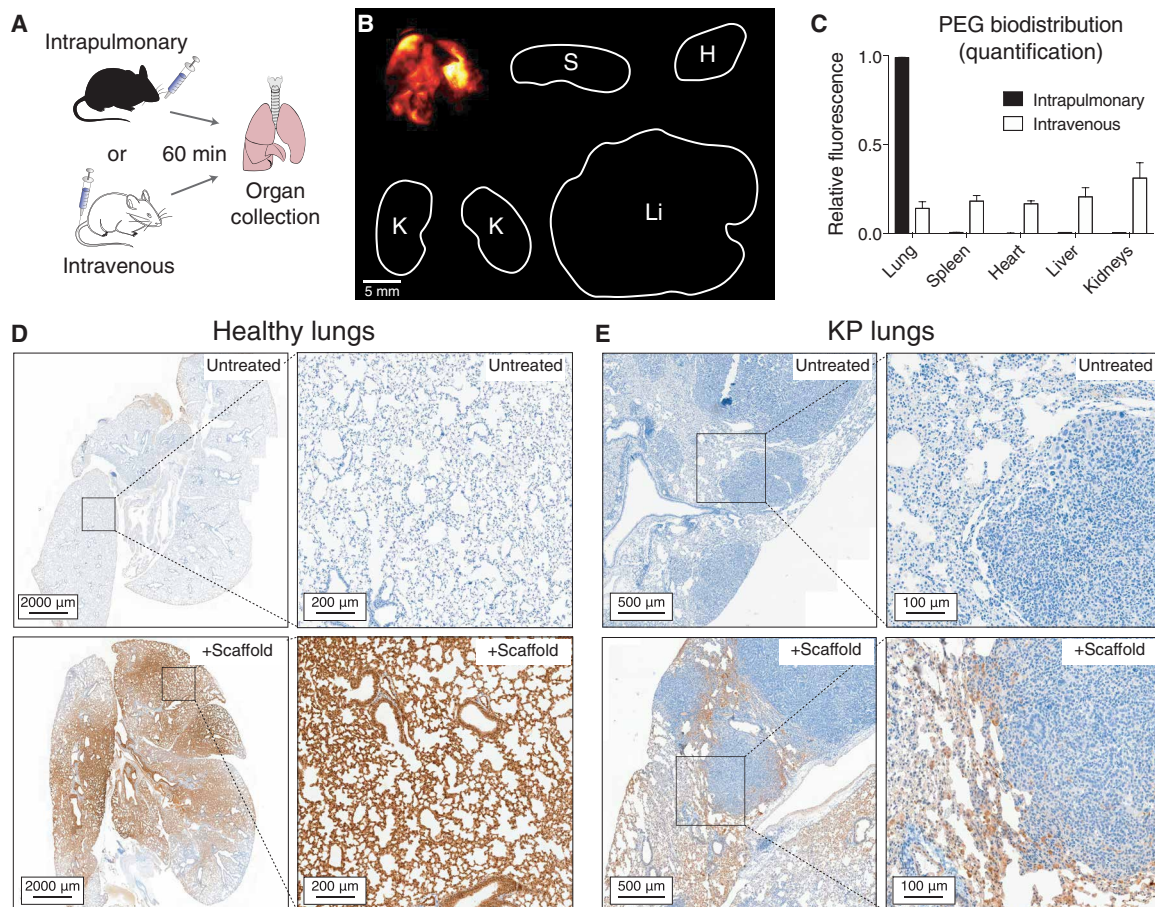 A
Intrapulmonary
or
60 min
Intravenous
Organ
collection
B
S
H
K
K
Li
5 mm
C
PEG biodistribution
(quantification)
Relative fluorescence
1.0
0.5
0.0
Intrapulmonary
Intravenous
Lung
Spleen
Heart
Liver
Kidneys
D
Healthy lungs
Untreated
2000 µm
Untreated
200 µm
+Scaffold
2000 µm
+Scaffold
200 µm
E
KP lungs
Untreated
500 µm
Untreated
100 µm
+Scaffold
500 µm
+Scaffold
100 µm